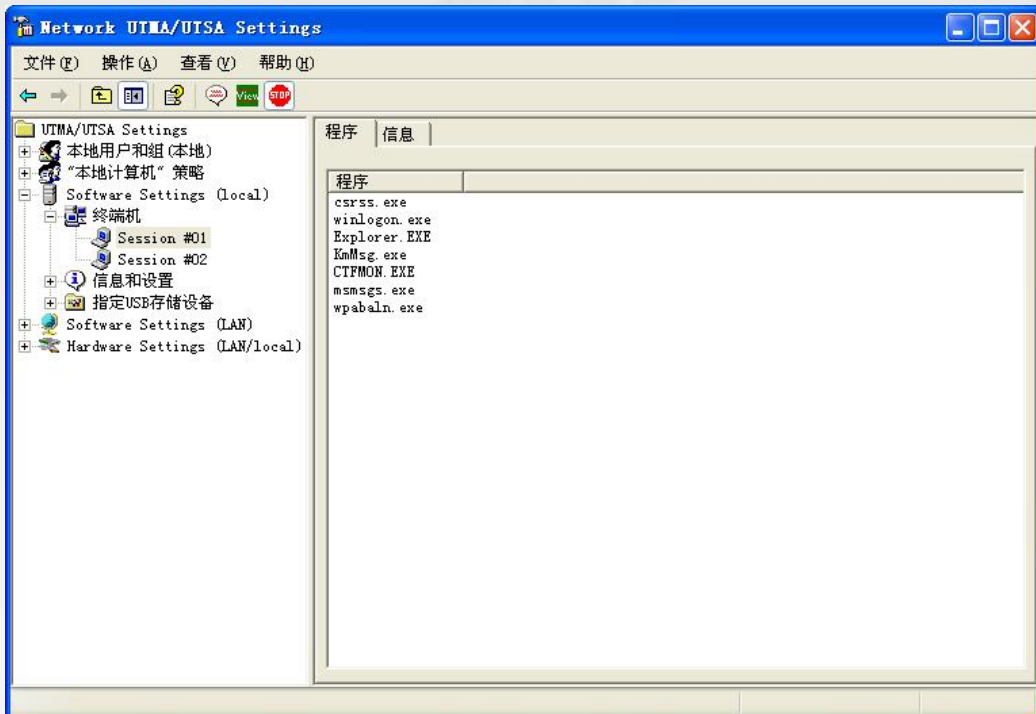 Network UTMA/UTSA Settings
文件(F) 操作(A) 查看(V) 帮助(H)
View STOP
UTMA/UTSA Settings
本地用户和组(本地)
“本地计算机” 策略
Software Settings (local)
终端机
Session #01
Session #02
信息和设置
指定USB存储设备
Software Settings (LAN)
Hardware Settings (LAN/local)
程序 信息
程序
csrss.exe
winlogon.exe
Explorer.EXE
KmMsg.exe
CTFMON.EXE
msmsgs.exe
wpabaln.exe